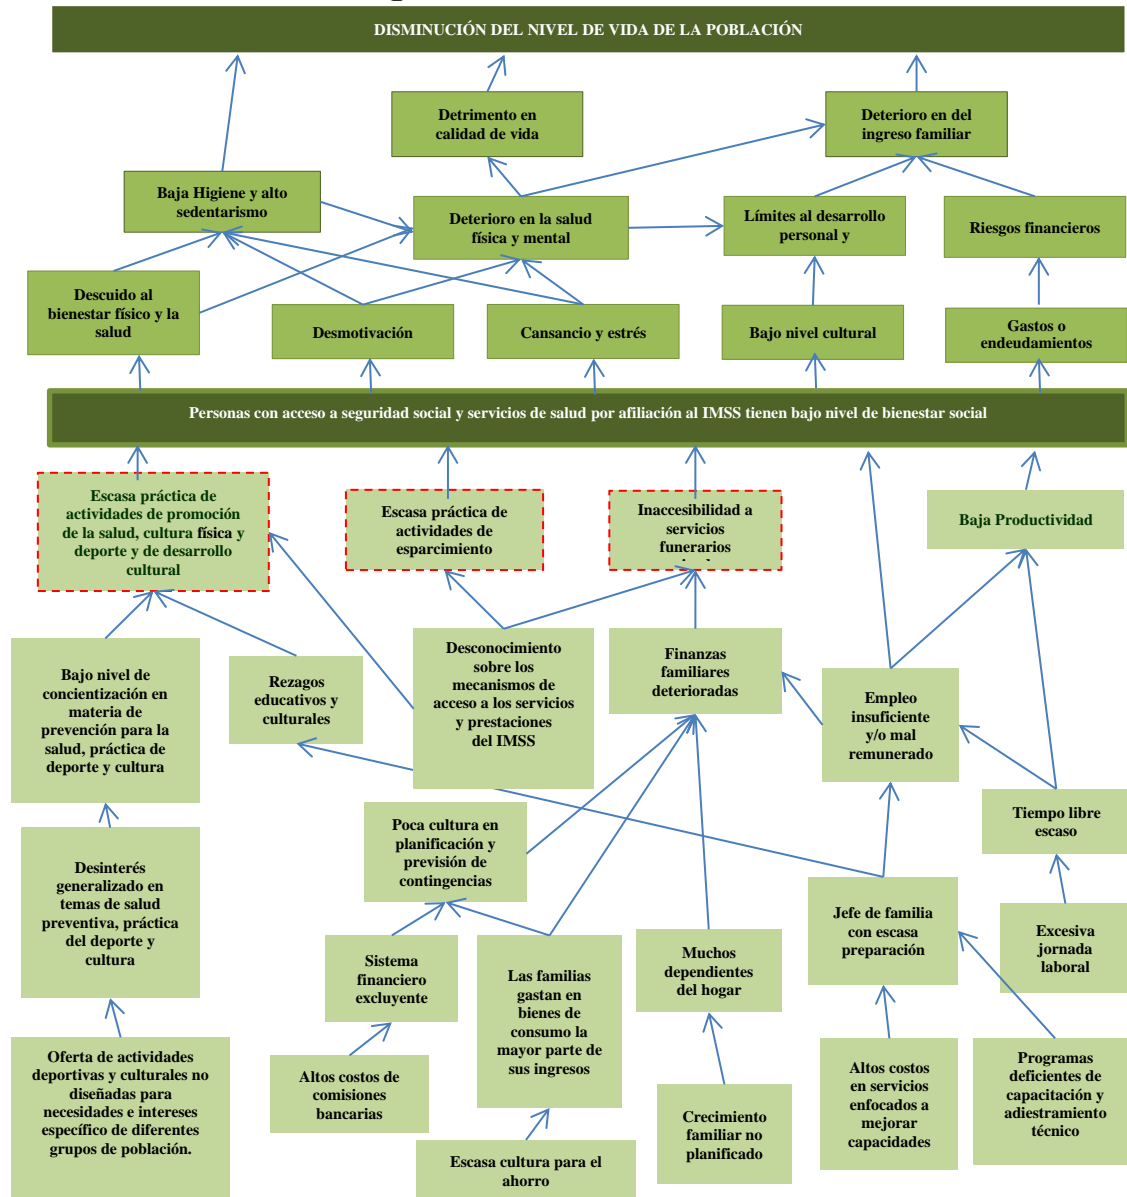 DISMINUCIÓN DEL NIVEL DE VIDA DE LA POBLACIÓN
Detrimento en
calidad de vida
Deterioro en del
ingreso familiar
Baja Higiene y alto
sedentarismo
Deterioro en la salud
física y mental
Límites al desarrollo
personal y
Riesgos financieros
Descuido al
bienestar físico y la
salud
Desmotivación
Cansancio y estrés
Bajo nivel cultural
Gastos o
endeudamientos
Personas con acceso a seguridad social y servicios de salud por afiliación al IMSS tienen bajo nivel de bienestar social
Escasa práctica de
actividades de promoción
de la salud, cultura física y
deporte y de desarrollo
cultural
Escasa práctica de
actividades de
esparcimiento
Inaccesibilidad a
servicios
funerarios
Baja Productividad
Bajo nivel de
concientización en
materia de
prevención para la
salud, práctica de
deporte y cultura
Rezagos
educativos y
culturales
Desconocimiento
sobre los
mecanismos de
acceso a los servicios
y prestaciones
del IMSS
Finanzas
familiares
deterioradas
Empleo
insuficiente
y/o mal
remunerado
Tiempo libre
escaso
Poca cultura en
planificación y
previsión de
contingencias
Desinterés
generalizado en
temas de salud
preventiva, práctica
del deporte y
cultura
Jefe de familia
con escasa
preparación
Excesiva
jornada
laboral
Sistema
financiero
excluyente
Las familias
gastan en
bienes de
consumo la
mayor parte de
sus ingresos
Muchos
dependientes
del hogar
Oferta de actividades
deportivas y culturales no
diseñadas para
necesidades e intereses
específico de diferentes
grupos de población.
Altos costos de
comisiones
bancarias
Escasa cultura para el
ahorro
Crecimiento
familiar no
planificado
Altos costos
en servicios
enfocados a
mejorar
capacidades
Programas
deficientes de
capacitación y
adiestramiento
técnico